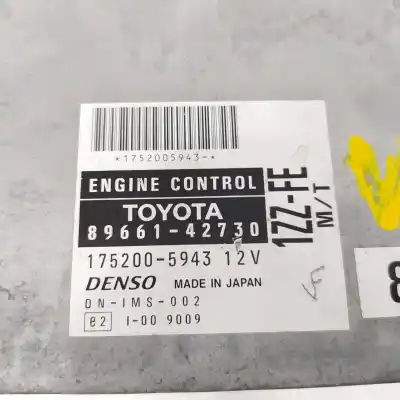 *1752005943-*
ENGINE CONTROL
TOYOTA
89661-42730
175200-5943 12V
DENSO MADE IN JAPAN
DN-IMS-002
e2 I-00 9009
1ZZ-FE
M/T
8